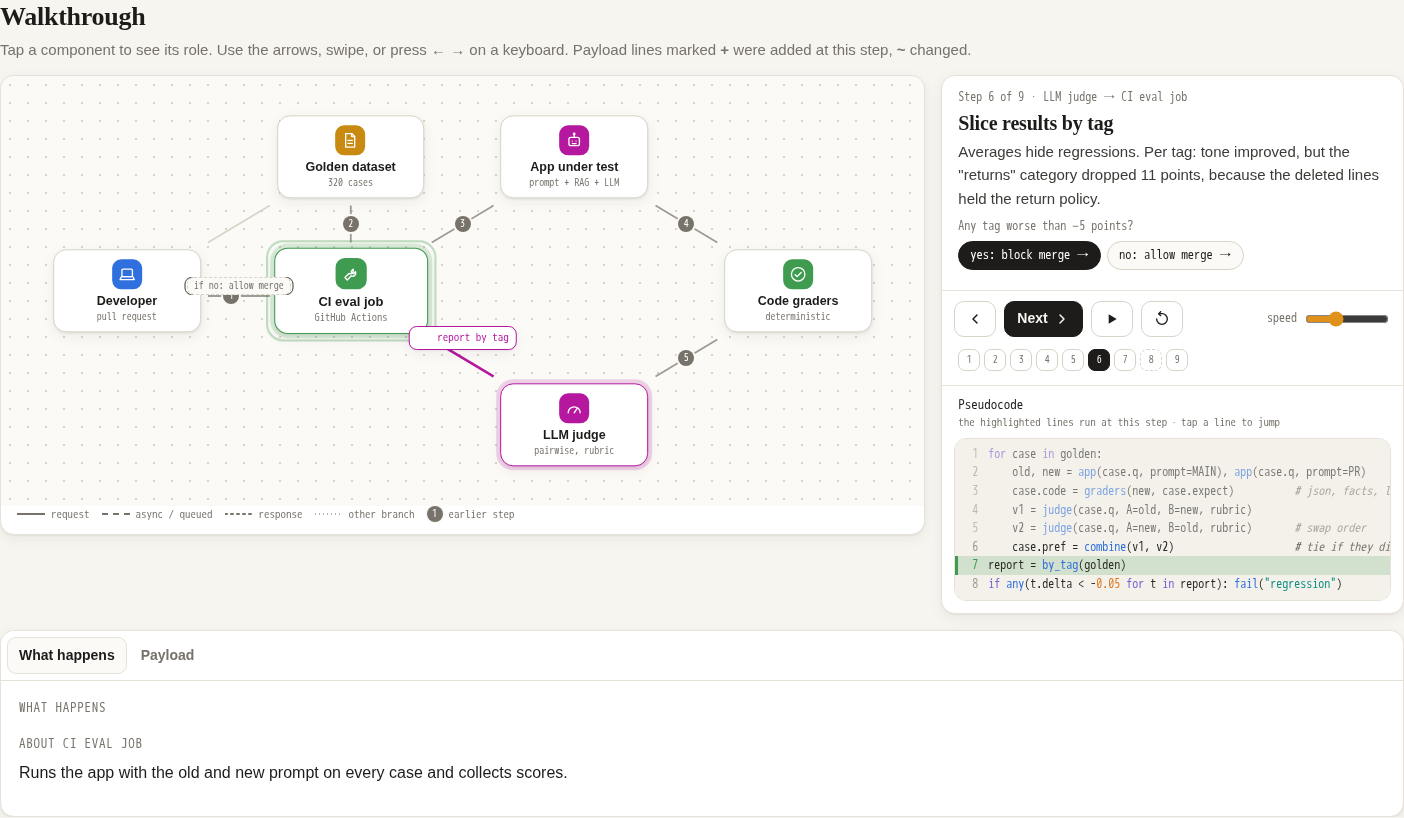 Walkthrough
Tap a component to see its role. Use the arrows, swipe, or press ← → on a keyboard. Payload lines marked + were added at this step, ~ changed.
Golden dataset
320 cases
App under test
prompt + RAG + LLM
2
3
4
Developer
pull request
if no: allow merge
CI eval job
GitHub Actions
Code graders
deterministic
report by tag
5
LLM judge
pairwise, rubric
request
async / queued
response
other branch
1
earlier step
Step 6 of 9 · LLM judge → CI eval job
Slice results by tag
Averages hide regressions. Per tag: tone improved, but the
"returns" category dropped 11 points, because the deleted lines
held the return policy.
Any tag worse than −5 points?
yes: block merge →
no: allow merge →
Next
speed
1 2 3 4 5 6 7 8 9
Pseudocode
the highlighted lines run at this step · tap a line to jump
1 for case in golden:
2 old, new = app(case.q, prompt=MAIN), app(case.q, prompt=PR)
3 case.code = graders(new, case.expect) # json, facts, l
4 v1 = judge(case.q, A=old, B=new, rubric)
5 v2 = judge(case.q, A=new, B=old, rubric) # swap order
6 case.pref = combine(v1, v2) # tie if they di
7 report = by_tag(golden)
8 if any(t.delta < -0.05 for t in report): fail("regression")
What happens
Payload
WHAT HAPPENS
ABOUT CI EVAL JOB
Runs the app with the old and new prompt on every case and collects scores.